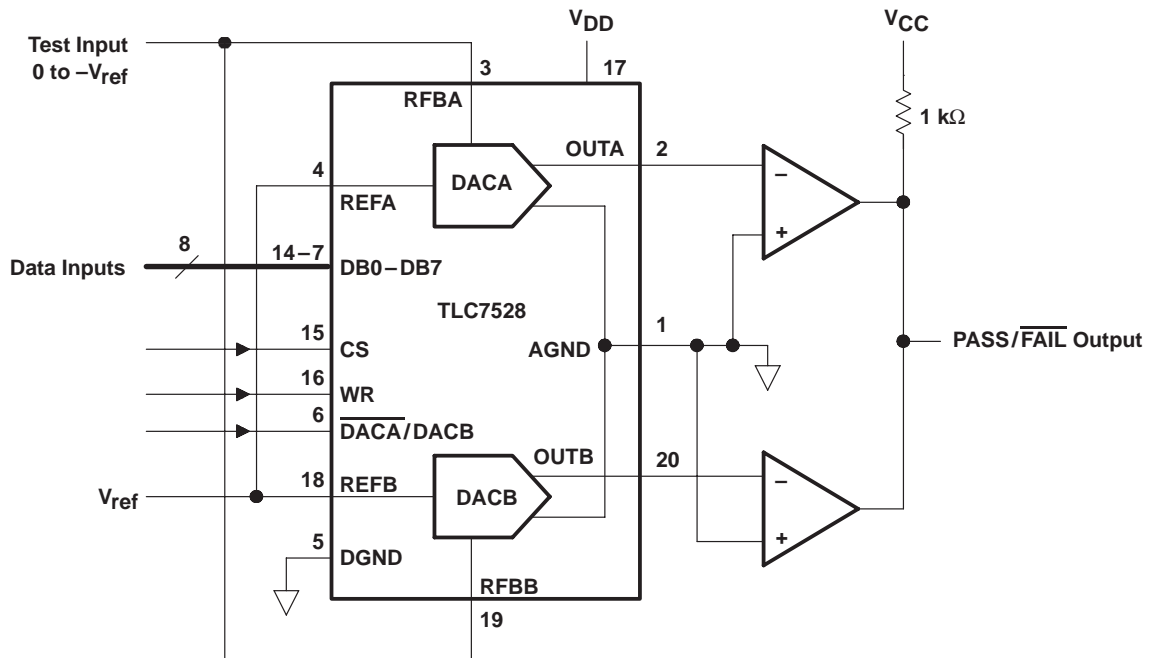 Test Input
0 to –Vref
VDD
VCC
3
17
RFBA
1 kΩ
OUTA
2
4
DACA
–
REFA
+
8
14–7
Data Inputs
DB0–DB7
TLC7528
15
1
CS
AGND
PASS/FAIL Output
16
WR
6
DACA/DACB
OUTB
20
18
REFB
Vref
DACB
–
5
+
DGND
RFBB
19